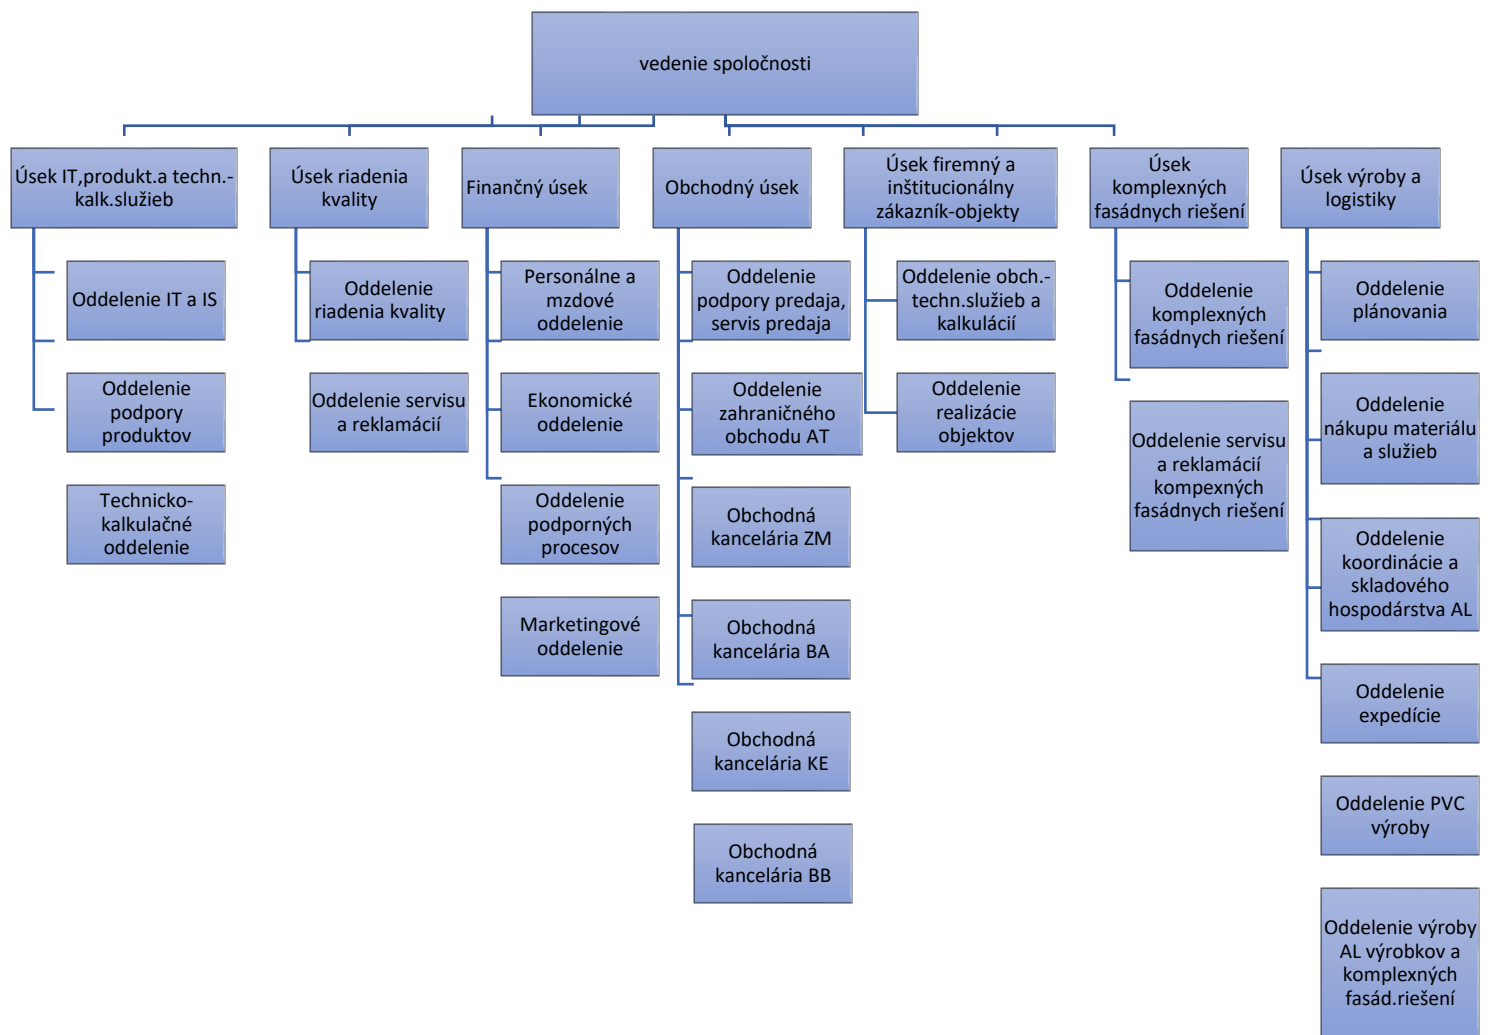 vedenie spoločnosti
Úsek IT,produkt.a techn.-
kalk.služieb
Oddelenie IT a IS
Oddelenie
podpory
produktov
Technicko-
kalkulačné
oddelenie
Úsek riadenia
kvality
Oddelenie
riadenia kvality
Oddelenie servisu
a reklamácií
Finančný úsek
Personálne a
mzdové
oddelenie
Ekonomické
oddelenie
Oddelenie
podporných
procesov
Marketingové
oddelenie
Obchodný úsek
Oddelenie
podpory predaja,
servis predaja
Oddelenie
zahraničného
obchodu AT
Obchodná
kancelária ZM
Obchodná
kancelária BA
Obchodná
kancelária KE
Obchodná
kancelária BB
Úsek firemný a
inštitucionálny
zákazník-objekty
Oddelenie obch.-
techn.služieb a
kalkulácií
Oddelenie
realizácie
objektov
Úsek
komplexných
fasádnych riešení
Oddelenie
komplexných
fasádnych riešení
Oddelenie servisu
a reklamácií
kompexných
fasádnych riešení
Úsek výroby a
logistiky
Oddelenie
plánovania
Oddelenie
nákupu materiálu
a služieb
Oddelenie
koordinácie a
skladového
hospodárstva AL
Oddelenie
expedície
Oddelenie PVC
výroby
Oddelenie výroby
AL výrobkov a
komplexných
fasád.riešení